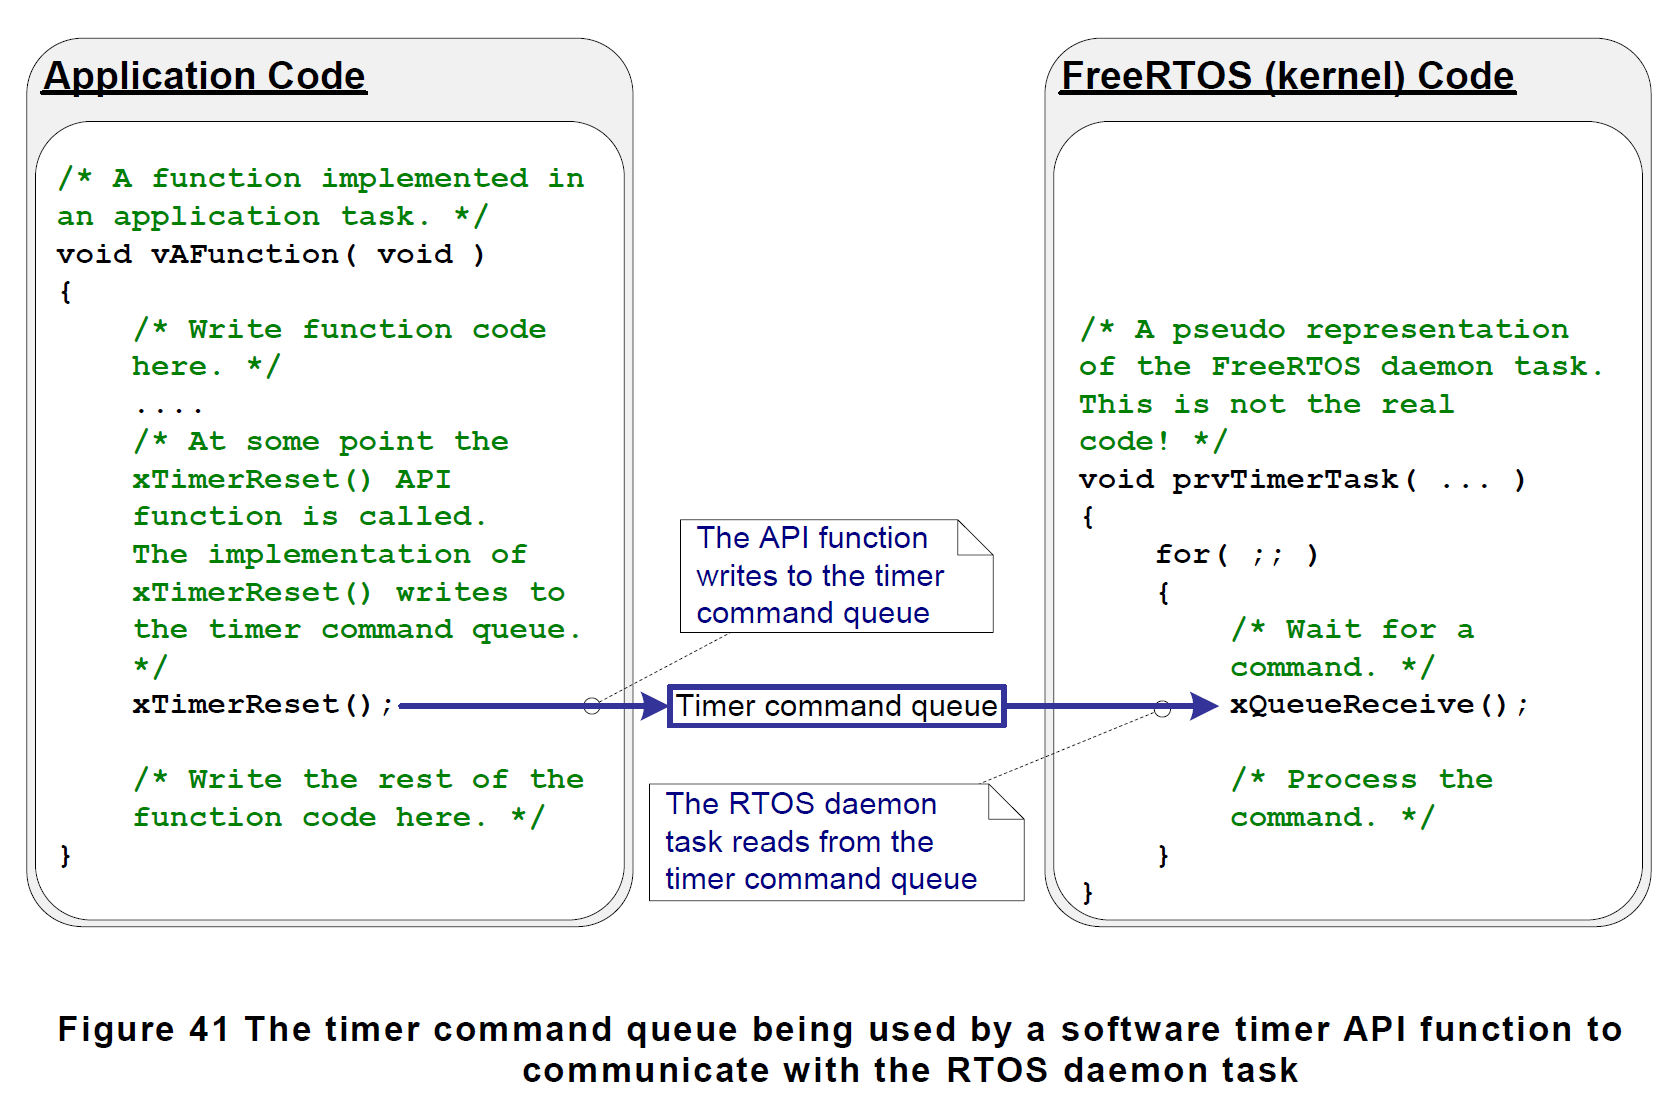 Application Code
/* A function implemented in
an application task. */
void vAFunction( void )
{
/* Write function code
here. */
....
/* At some point the
xTimerReset() API
function is called.
The implementation of
xTimerReset() writes to
the timer command queue.
*/
xTimerReset();
/* Write the rest of the
function code here. */
}
The API function
writes to the timer
command queue
Timer command queue
The RTOS daemon
task reads from the
timer command queue
FreeRTOS (kernel) Code
/* A pseudo representation
of the FreeRTOS daemon task.
This is not the real
code! */
void prvTimerTask( ... )
{
for( ;; )
{
/* Wait for a
command. */
xQueueReceive();
/* Process the
command. */
}
}
Figure 41 The timer command queue being used by a software timer API function to
communicate with the RTOS daemon task